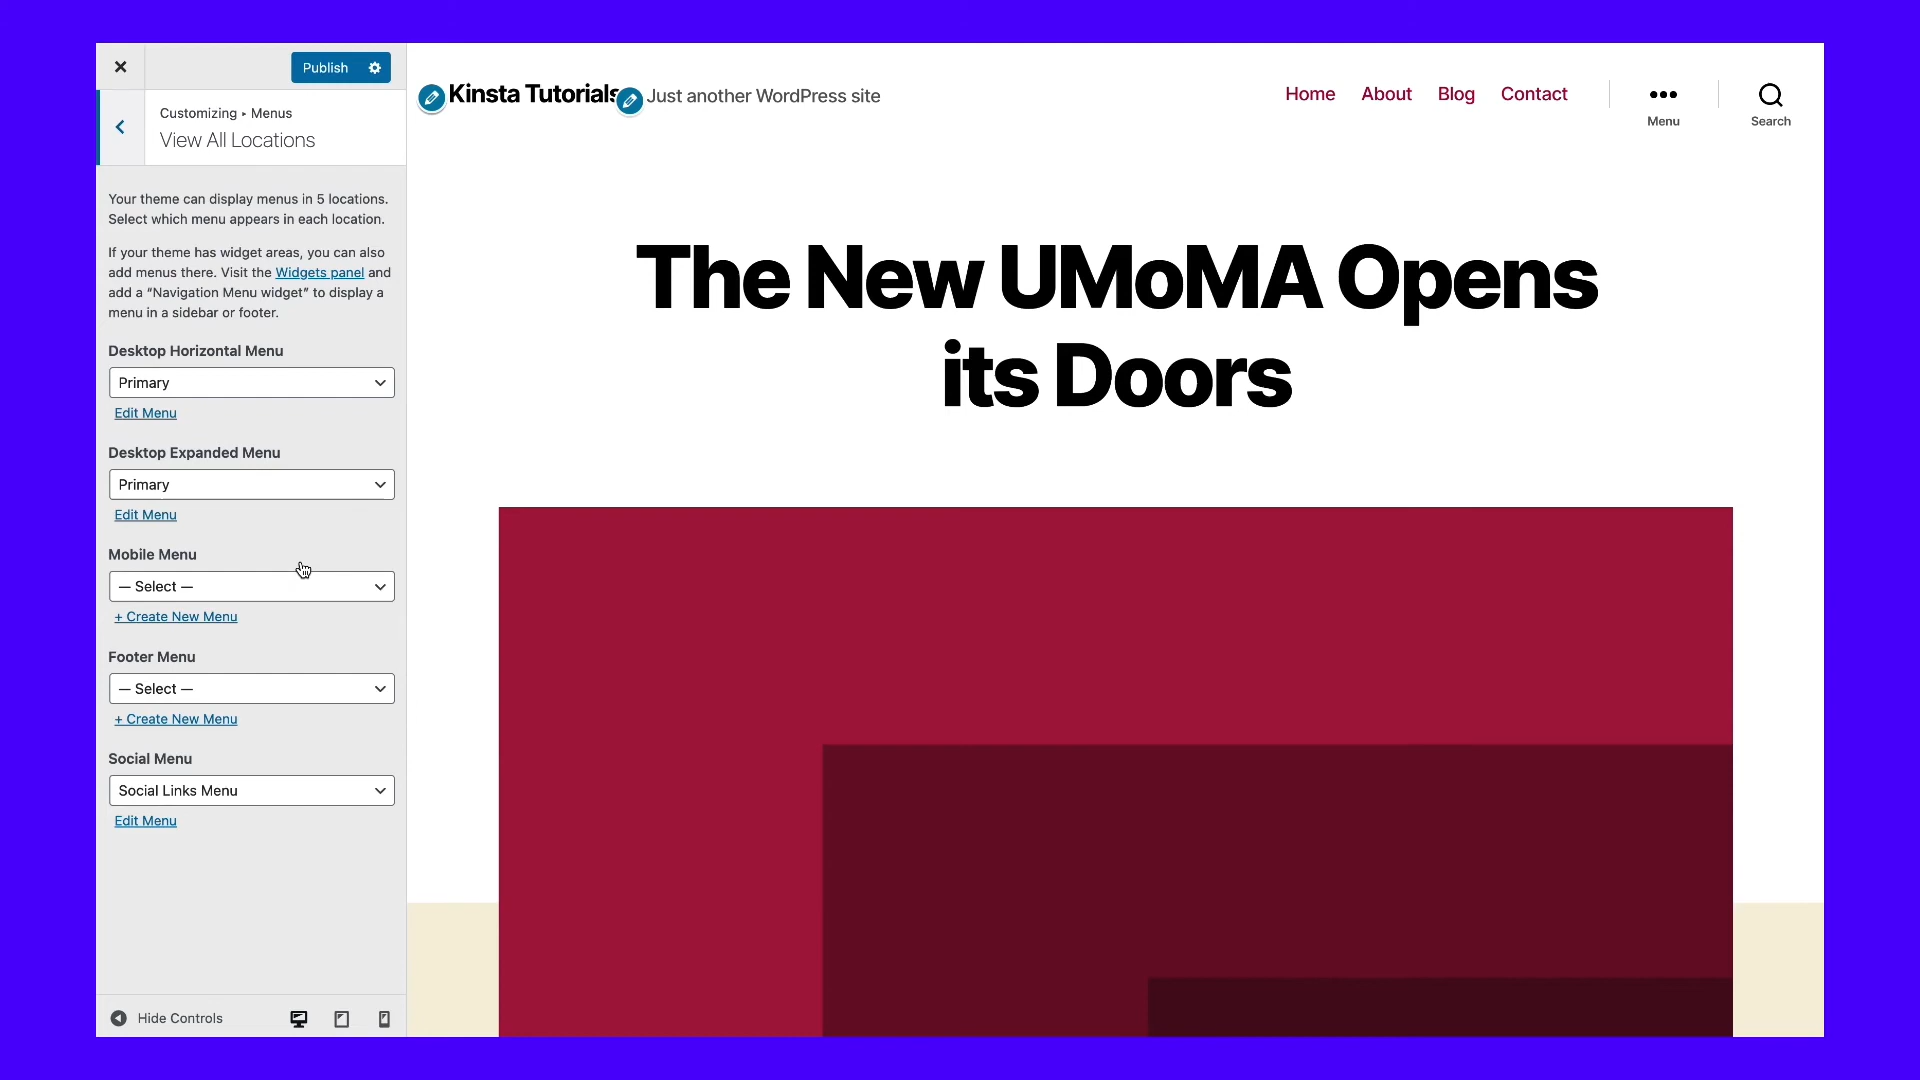 Publish
Customizing ▸ Menus
View All Locations
Your theme can display menus in 5 locations.
Select which menu appears in each location.
If your theme has widget areas, you can also
add menus there. Visit the Widgets panel and
add a “Navigation Menu widget” to display a
menu in a sidebar or footer.
Desktop Horizontal Menu
Primary
Edit Menu
Desktop Expanded Menu
Primary
Edit Menu
Mobile Menu
— Select —
+ Create New Menu
Footer Menu
— Select —
+ Create New Menu
Social Menu
Social Links Menu
Edit Menu
Hide Controls
Kinsta Tutorials
Just another WordPress site
Home About Blog Contact
Menu
Search
The New UMoMA Opens
its Doors